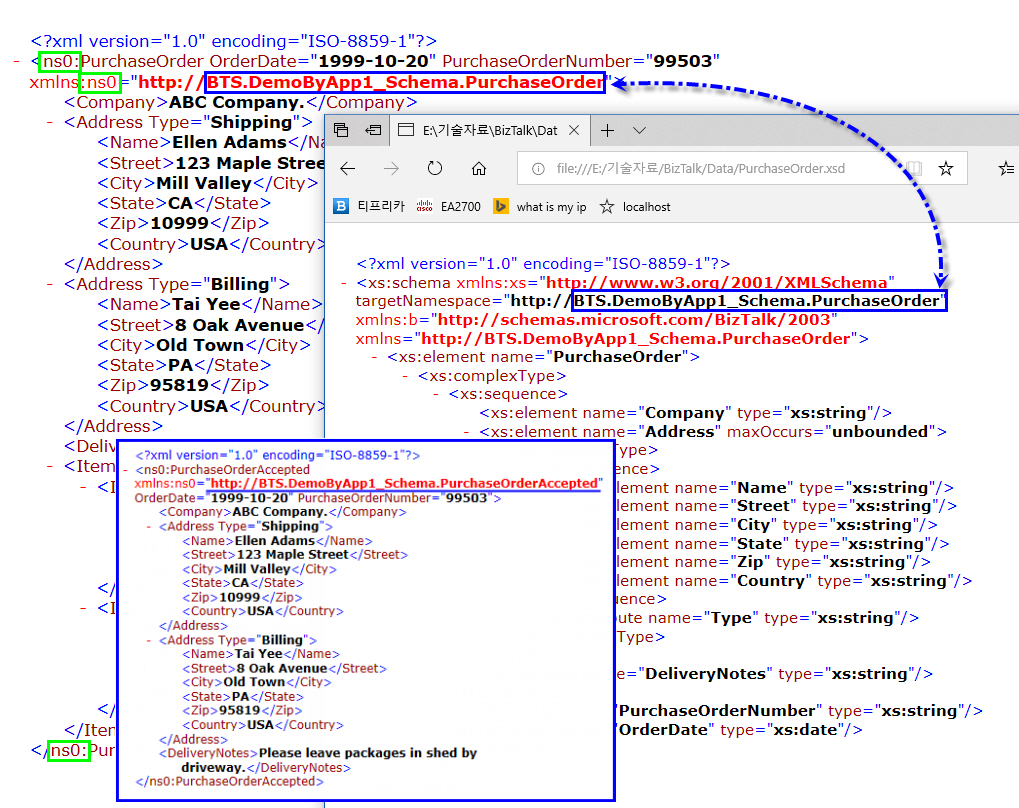 <?xml version="1.0" encoding="ISO-8859-1"?>
- <ns0:PurchaseOrder OrderDate="1999-10-20" PurchaseOrderNumber="99503"
xmlns:ns0="http://BTS.DemoByApp1_Schema.PurchaseOrder"
<Company>ABC Company.</Company>
- <Address Type="Shipping">
<Name>Ellen Adams</Na
<Street>123 Maple Stree
<City>Mill Valley</City>
<State>CA</State>
<Zip>10999</Zip>
<Country>USA</Country>
</Address>
- <Address Type="Billing">
<Name>Tai Yee</Name>
<Street>8 Oak Avenue</
<City>Old Town</City>
<State>PA</State>
<Zip>95819</Zip>
<Country>USA</Country>
</Address>
<Deliv
- <Item
- <I
</
- <I
</
</Item
</ns0:Pur
E:\기술자료\BizTalk\Dat
file:///E:/기술자료/BizTalk/Data/PurchaseOrder.xsd
B 티프리카 cisco EA2700 b what is my ip localhost
<?xml version="1.0" encoding="ISO-8859-1"?>
- <xs:schema xmlns:xs="http://www.w3.org/2001/XMLSchema"
targetNamespace="http://BTS.DemoByApp1_Schema.PurchaseOrder"
xmlns:b="http://schemas.microsoft.com/BizTalk/2003"
xmlns="http://BTS.DemoByApp1_Schema.PurchaseOrder">
- <xs:element name="PurchaseOrder">
- <xs:complexType>
- <xs:sequence>
<xs:element name="Company" type="xs:string"/>
- <xs:element name="Address" maxOccurs="unbounded">
Type>
ence>
element name="Name" type="xs:string"/>
element name="Street" type="xs:string"/>
element name="City" type="xs:string"/>
element name="State" type="xs:string"/>
element name="Zip" type="xs:string"/>
element name="Country" type="xs:string"/>
uence>
ute name="Type" type="xs:string"/>
Type>
e="DeliveryNotes" type="xs:string"/>
"PurchaseOrderNumber" type="xs:string"/>
"OrderDate" type="xs:date"/>
<?xml version="1.0" encoding="ISO-8859-1"?>
- <ns0:PurchaseOrderAccepted
xmlns:ns0="http://BTS.DemoByApp1_Schema.PurchaseOrderAccepted"
OrderDate="1999-10-20" PurchaseOrderNumber="99503">
<Company>ABC Company.</Company>
- <Address Type="Shipping">
<Name>Ellen Adams</Name>
<Street>123 Maple Street</Street>
<City>Mill Valley</City>
<State>CA</State>
<Zip>10999</Zip>
<Country>USA</Country>
</Address>
- <Address Type="Billing">
<Name>Tai Yee</Name>
<Street>8 Oak Avenue</Street>
<City>Old Town</City>
<State>PA</State>
<Zip>95819</Zip>
<Country>USA</Country>
</Address>
<DeliveryNotes>Please leave packages in shed by
driveway.</DeliveryNotes>
</ns0:PurchaseOrderAccepted>